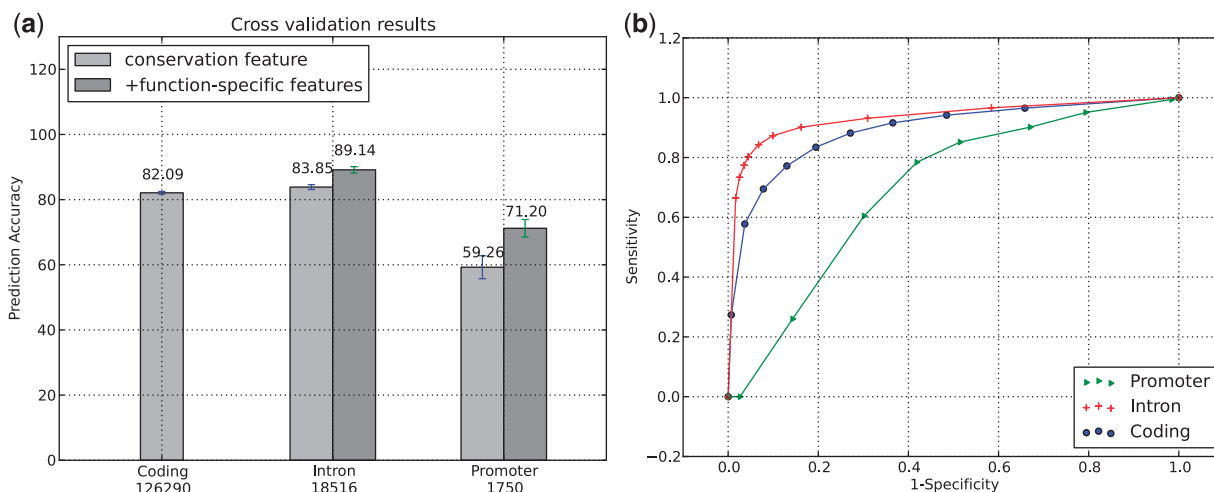 (a)
Cross validation results
conservation feature
+function-specific features
Prediction Accuracy
120
100
80
60
40
20
0
82.09
83.85
89.14
59.26
71.20
Coding
126290
Intron
18516
Promoter
1750
(b)
Sensitivity
1.2
1.0
0.8
0.6
0.4
0.2
0.0
−0.2
0.0
0.2
0.4
0.6
0.8
1.0
1-Specificity
Promoter
Intron
Coding